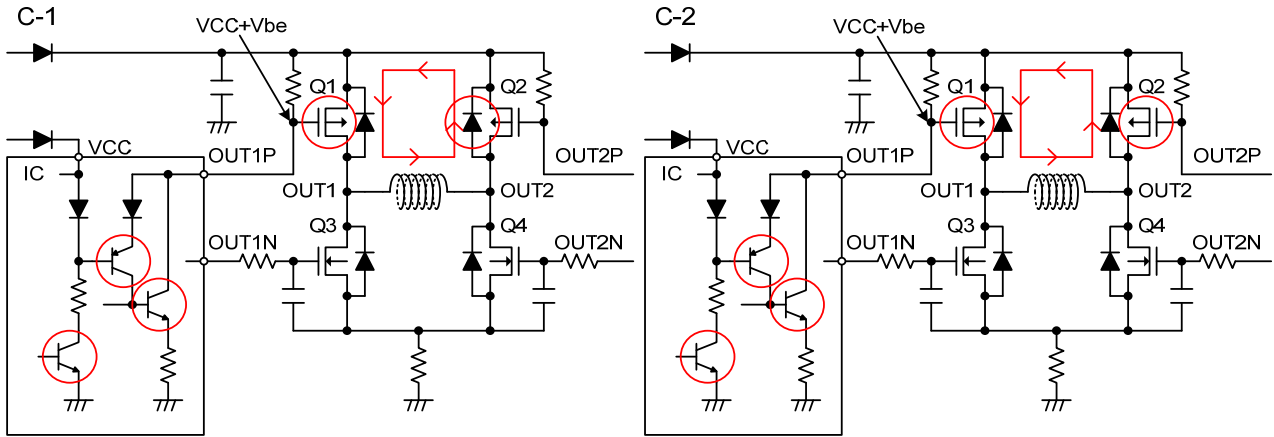 C-1
VCC+Vbe
Q1
Q2
VCC
OUT1P
OUT2P
IC
OUT1
OUT2
Q3
Q4
OUT1N
OUT2N
C-2
VCC+Vbe
Q1
Q2
VCC
OUT1P
OUT2P
IC
OUT1
OUT2
Q3
Q4
OUT1N
OUT2N